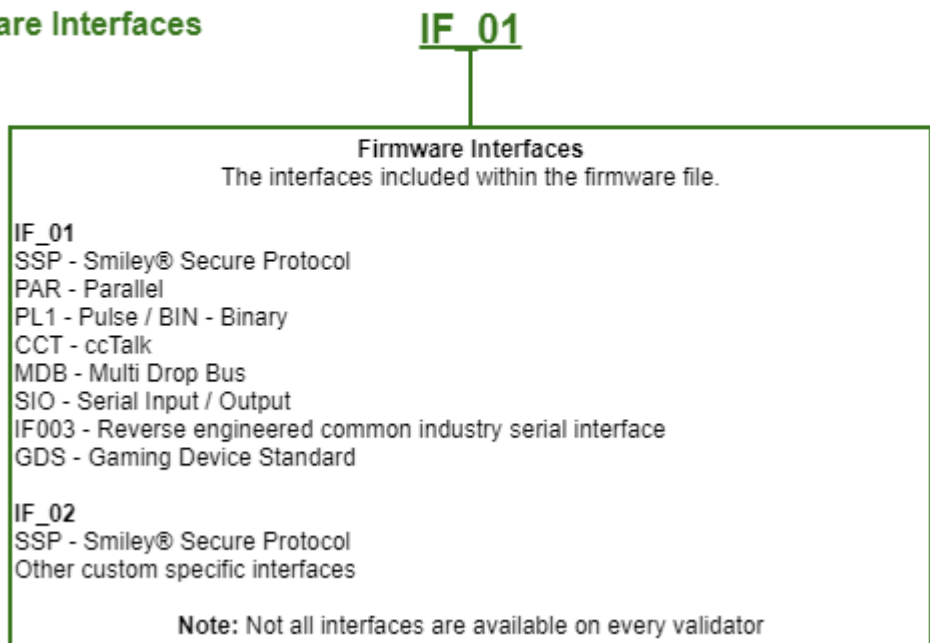 are Interfaces
IF_01
Firmware Interfaces
The interfaces included within the firmware file.
IF_01
SSP - Smiley® Secure Protocol
PAR - Parallel
PL1 - Pulse / BIN - Binary
CCT - ccTalk
MDB - Multi Drop Bus
SIO - Serial Input / Output
IF003 - Reverse engineered common industry serial interface
GDS - Gaming Device Standard
IF_02
SSP - Smiley® Secure Protocol
Other custom specific interfaces
Note: Not all interfaces are available on every validator